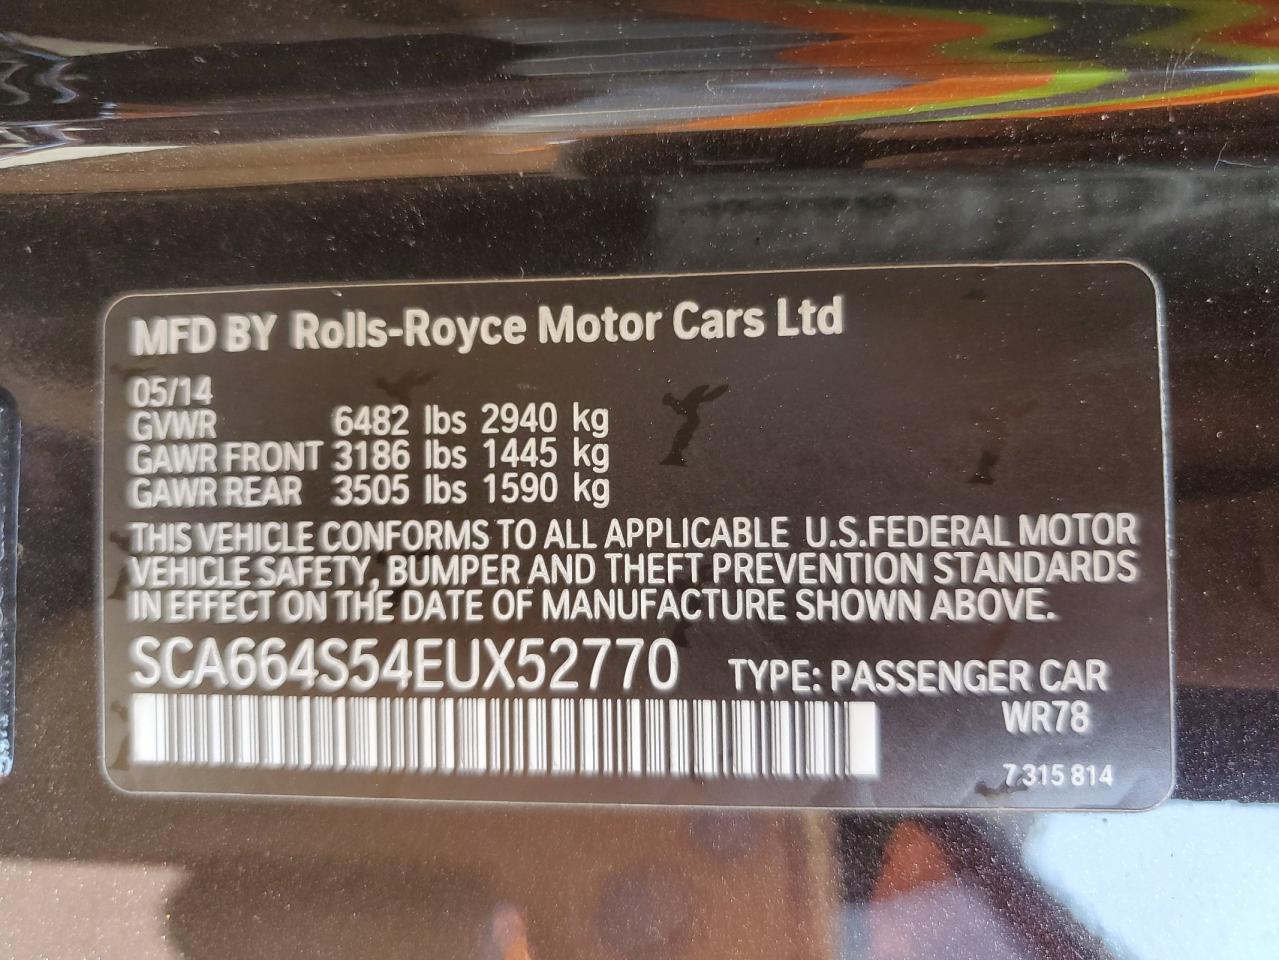 MFD BY Rolls-Royce Motor Cars Ltd
05/14
GVWR 6482 lbs 2940 kg
GAWR FRONT 3186 lbs 1445 kg
GAWR REAR 3505 lbs 1590 kg
THIS VEHICLE CONFORMS TO ALL APPLICABLE U.S.FEDERAL MOTOR
VEHICLE SAFETY, BUMPER AND THEFT PREVENTION STANDARDS
IN EFFECT ON THE DATE OF MANUFACTURE SHOWN ABOVE.
SCA664S54EUX52770 TYPE: PASSENGER CAR
WR78
7 315 814